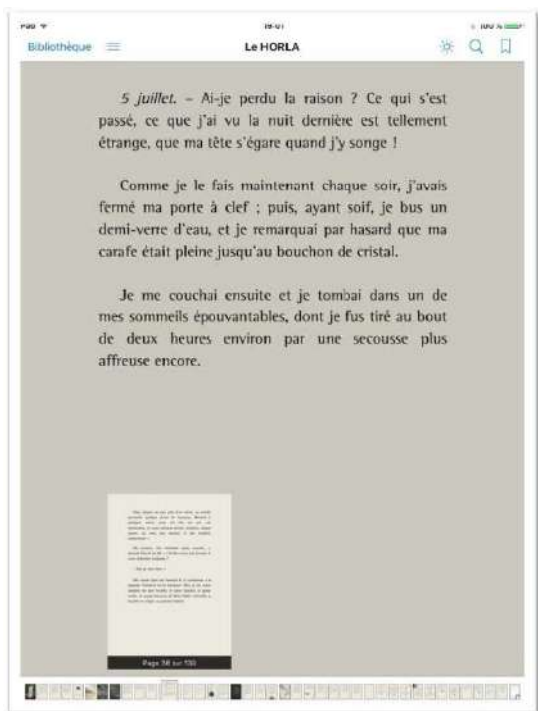 iPad
19:01
100 %
Bibliothèque
Le HORLA
5 juillet. – Ai-je perdu la raison ? Ce qui s'est
passé, ce que j'ai vu la nuit dernière est tellement
étrange, que ma tête s'égare quand j'y songe !
Comme je le fais maintenant chaque soir, j'avais
fermé ma porte à clef ; puis, ayant soif, je bus un
demi-verre d'eau, et je remarquai par hasard que ma
carafe était pleine jusqu'au bouchon de cristal.
Je me couchai ensuite et je tombai dans un de
mes sommeils épouvantables, dont je fus tiré au bout
de deux heures environ par une secousse plus
affreuse encore.